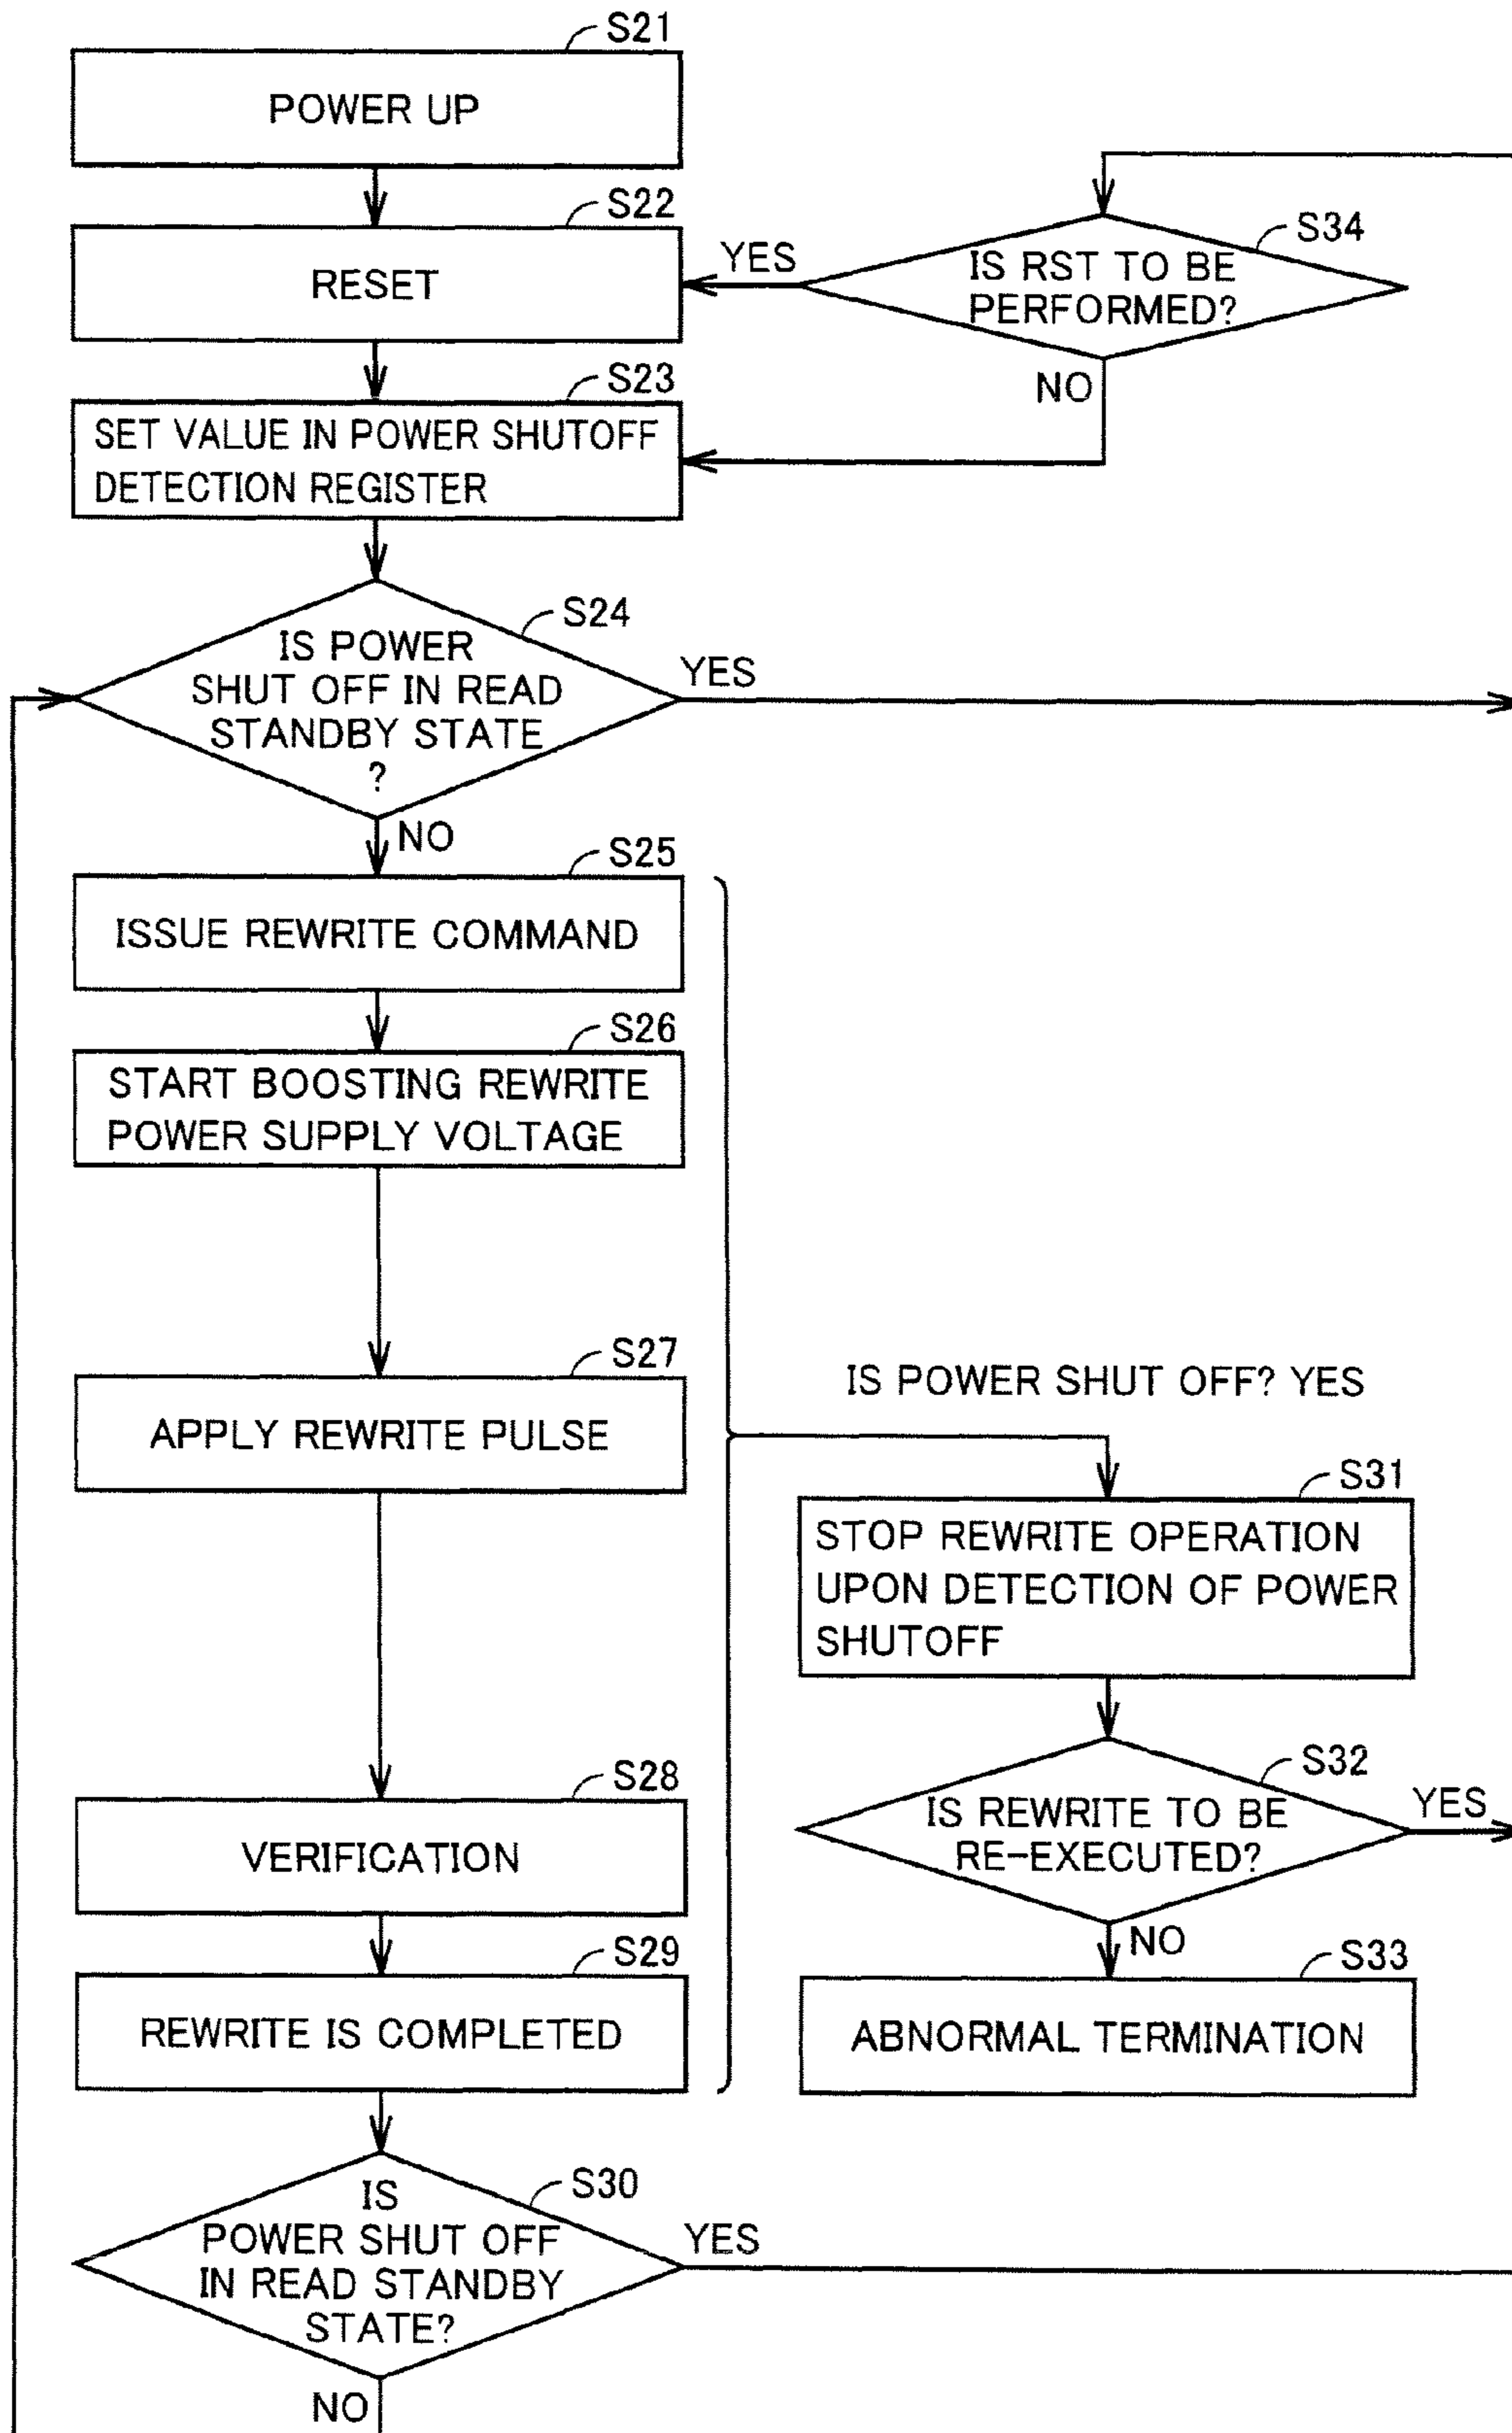 S21
POWER UP
S22
RESET
YES
S34
IS RST TO BE
PERFORMED?
NO
S23
SET VALUE IN POWER SHUTOFF
DETECTION REGISTER
S24
IS POWER
SHUT OFF IN READ
STANDBY STATE
?
YES
NO
S25
ISSUE REWRITE COMMAND
S26
START BOOSTING REWRITE
POWER SUPPLY VOLTAGE
S27
APPLY REWRITE PULSE
IS POWER SHUT OFF? YES
S31
STOP REWRITE OPERATION
UPON DETECTION OF POWER
SHUTOFF
S32
IS REWRITE TO BE
RE-EXECUTED?
YES
NO
S33
ABNORMAL TERMINATION
S28
VERIFICATION
S29
REWRITE IS COMPLETED
S30
IS
POWER SHUT OFF
IN READ STANDBY
STATE?
YES
NO